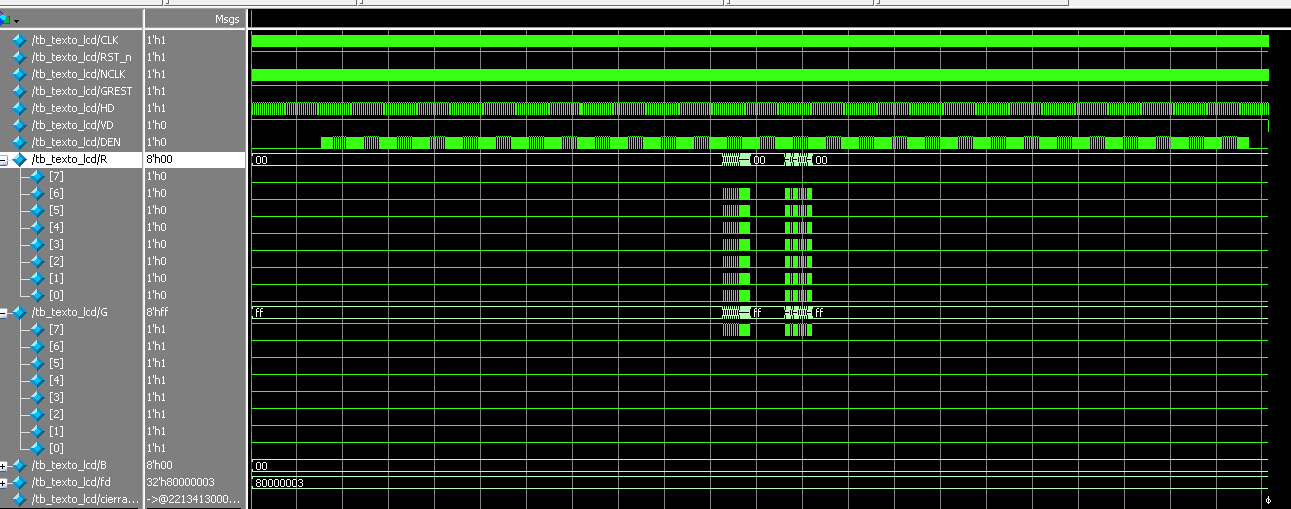 Msgs
/tb_texto_lcd/CLK 1'h1
/tb_texto_lcd/RST_n 1'h1
/tb_texto_lcd/NCLK 1'h1
/tb_texto_lcd/GREST 1'h1
/tb_texto_lcd/HD 1'h1
/tb_texto_lcd/VD 1'h0
/tb_texto_lcd/DEN 1'h0
/tb_texto_lcd/R 8'h00 00 00 00
[7] 1'h0
[6] 1'h0
[5] 1'h0
[4] 1'h0
[3] 1'h0
[2] 1'h0
[1] 1'h0
[0] 1'h0
/tb_texto_lcd/G 8'hff ff ff ff
[7] 1'h1
[6] 1'h1
[5] 1'h1
[4] 1'h1
[3] 1'h1
[2] 1'h1
[1] 1'h1
[0] 1'h1
/tb_texto_lcd/B 8'h00 00
/tb_texto_lcd/fd 32'h80000003 80000003
/tb_texto_lcd/cierra... ->@2213413000...